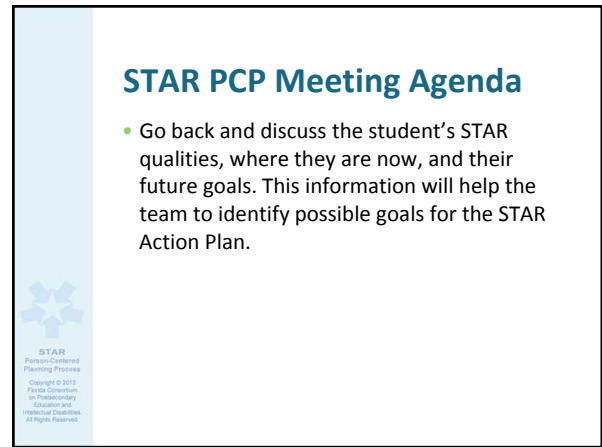 STAR PCP Meeting Agenda
• Go back and discuss the student’s STAR
qualities, where they are now, and their
future goals. This information will help the
team to identify possible goals for the STAR
Action Plan.
STAR
Person-Centered
Planning Process
Copyright © 2013
Florida Consortium
on Postsecondary
Education and
Intellectual Disabilities.
All Rights Reserved.